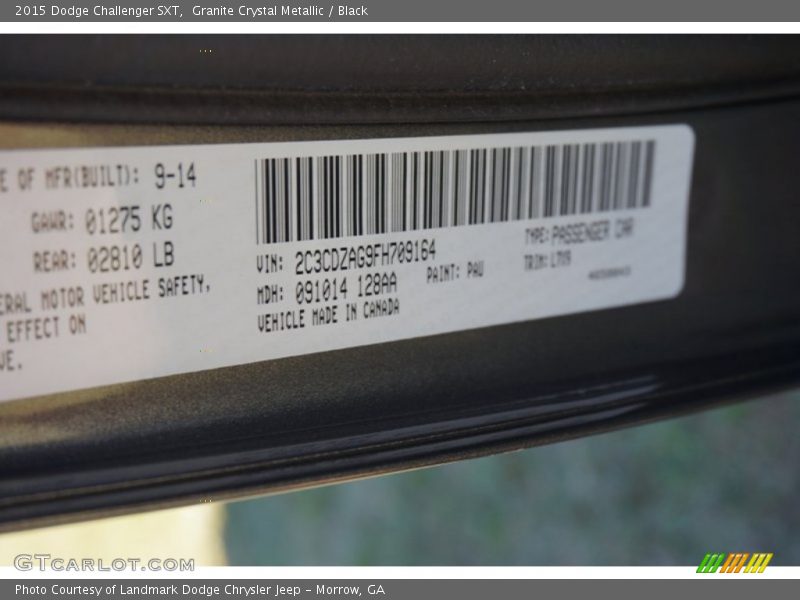 2015 Dodge Challenger SXT,  Granite Crystal Metallic / Black
E OF MFR(BUILT): 9-14
GAWR: 01275 KG
REAR: 02810 LB
ERAL MOTOR VEHICLE SAFETY,
EFFECT ON
VE.
VIN: 2C3CDZAG9FH709164
MDH: 091014 128AA
PAINT: PAU
VEHICLE MADE IN CANADA
TYPE: PASSENGER CAR
TRIM: L7X9
GTCARLOT.COM
Photo Courtesy of Landmark Dodge Chrysler Jeep – Morrow, GA